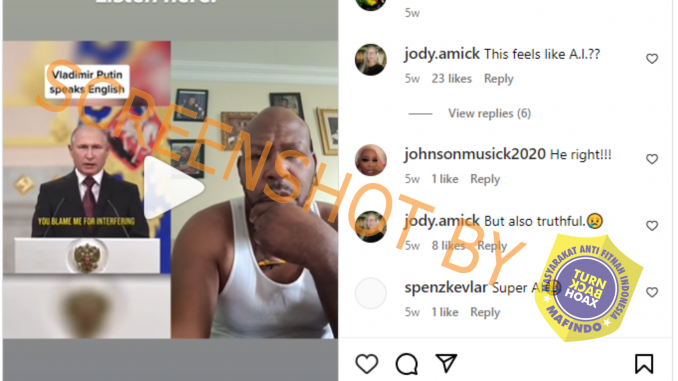 Listen here!
Vladimir Putin
speaks English
YOU BLAME ME FOR INTERFERING
5w
jody.amick This feels like A.I.??
5w 23 likes Reply
View replies (6)
johnsonmusick2020 He right!!!
5w 1 like Reply
jody.amick But also truthful.😥
5w 8 likes Reply
spenzkevlar Super A
5w 1 like Reply
SCREENSHOT BY
MASYARAKAT ANTI FITNAH INDONESIA
TURN
BACK
HOAX
MAFINDO